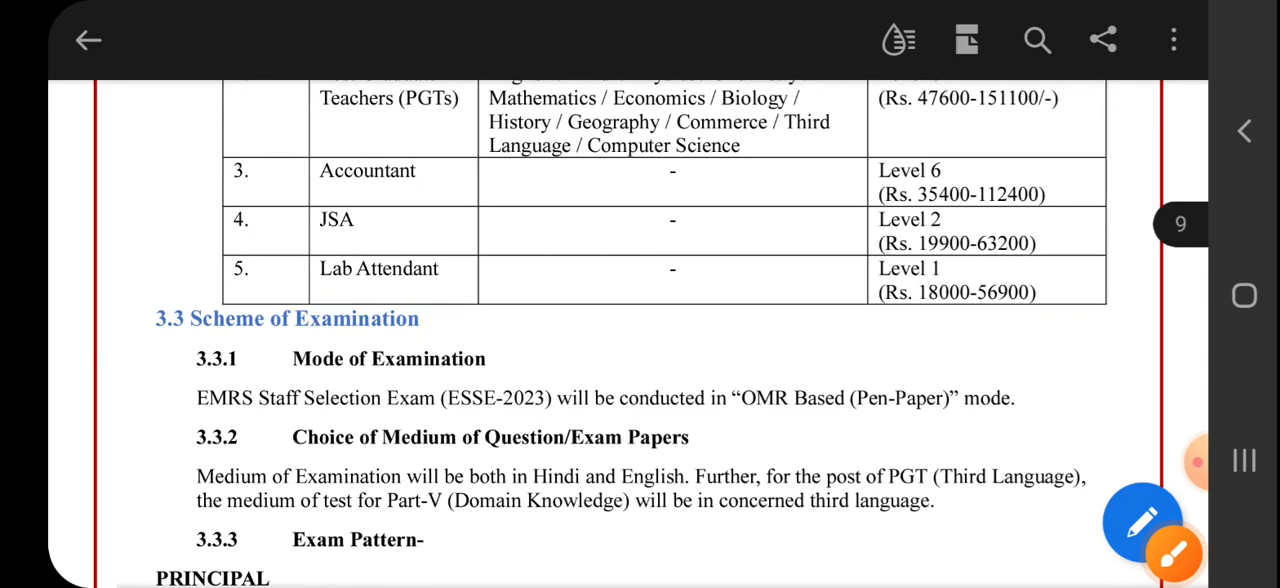 Teachers (PGTs) Mathematics / Economics / Biology / (Rs. 47600-151100/-)
History / Geography / Commerce / Third
Language / Computer Science
3. Accountant - Level 6
(Rs. 35400-112400)
4. JSA - Level 2
(Rs. 19900-63200)
5. Lab Attendant - Level 1
(Rs. 18000-56900)
9
3.3 Scheme of Examination
3.3.1 Mode of Examination
EMRS Staff Selection Exam (ESSE-2023) will be conducted in “OMR Based (Pen-Paper)” mode.
3.3.2 Choice of Medium of Question/Exam Papers
Medium of Examination will be both in Hindi and English. Further, for the post of PGT (Third Language),
the medium of test for Part-V (Domain Knowledge) will be in concerned third language.
3.3.3 Exam Pattern-
PRINCIPAL